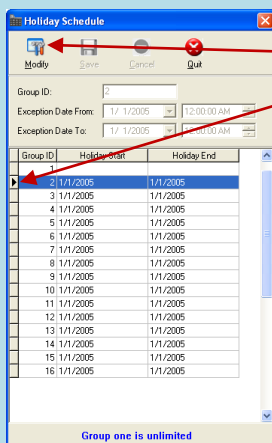 Holiday Schedule
Modify Save Cancel Quit
Group ID: 2
Exception Date From: 1/ 1/2005 12:00:00 AM
Exception Date To: 1/ 1/2005 12:00:00 AM
Group ID Holiday Start Holiday End
1
2 1/1/2005 1/1/2005
3 1/1/2005 1/1/2005
4 1/1/2005 1/1/2005
5 1/1/2005 1/1/2005
6 1/1/2005 1/1/2005
7 1/1/2005 1/1/2005
8 1/1/2005 1/1/2005
9 1/1/2005 1/1/2005
10 1/1/2005 1/1/2005
11 1/1/2005 1/1/2005
12 1/1/2005 1/1/2005
13 1/1/2005 1/1/2005
14 1/1/2005 1/1/2005
15 1/1/2005 1/1/2005
16 1/1/2005 1/1/2005
Group one is unlimited